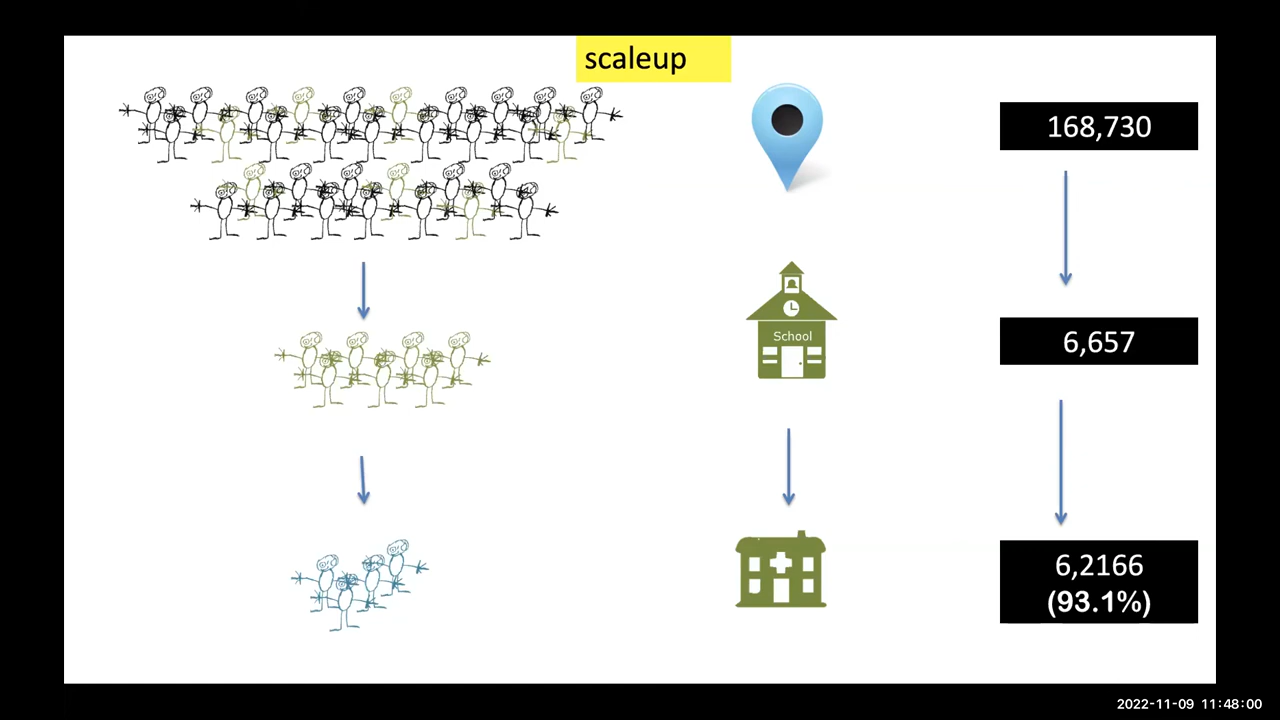 scaleup
168,730
School
6,657
6,2166
(93.1%)
2022-11-09 11:48:00